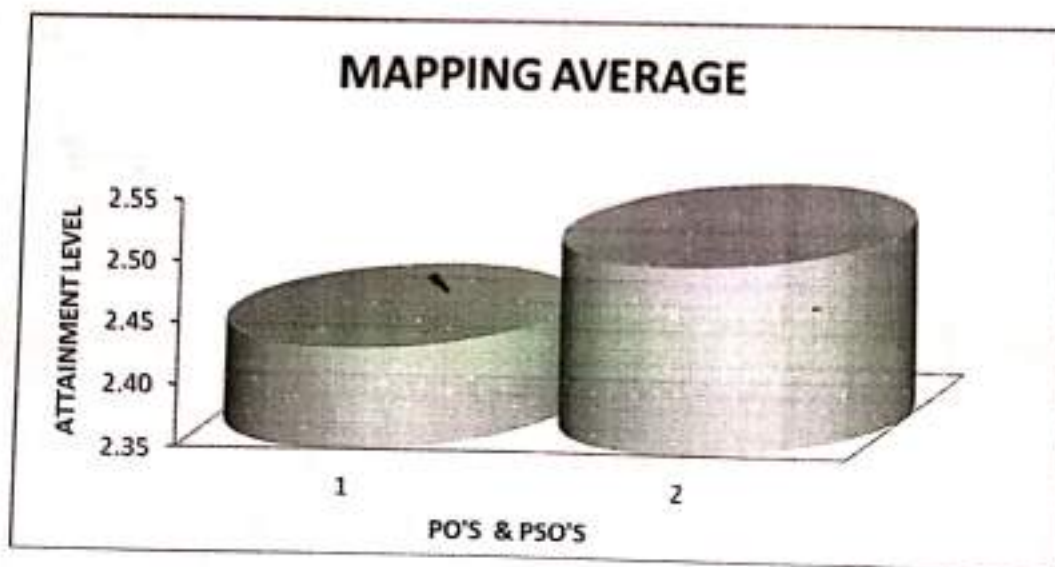 MAPPING AVERAGE
ATTAINMENT LEVEL
2.55
2.50
2.45
2.40
2.35
1
2
PO'S & PSO'S